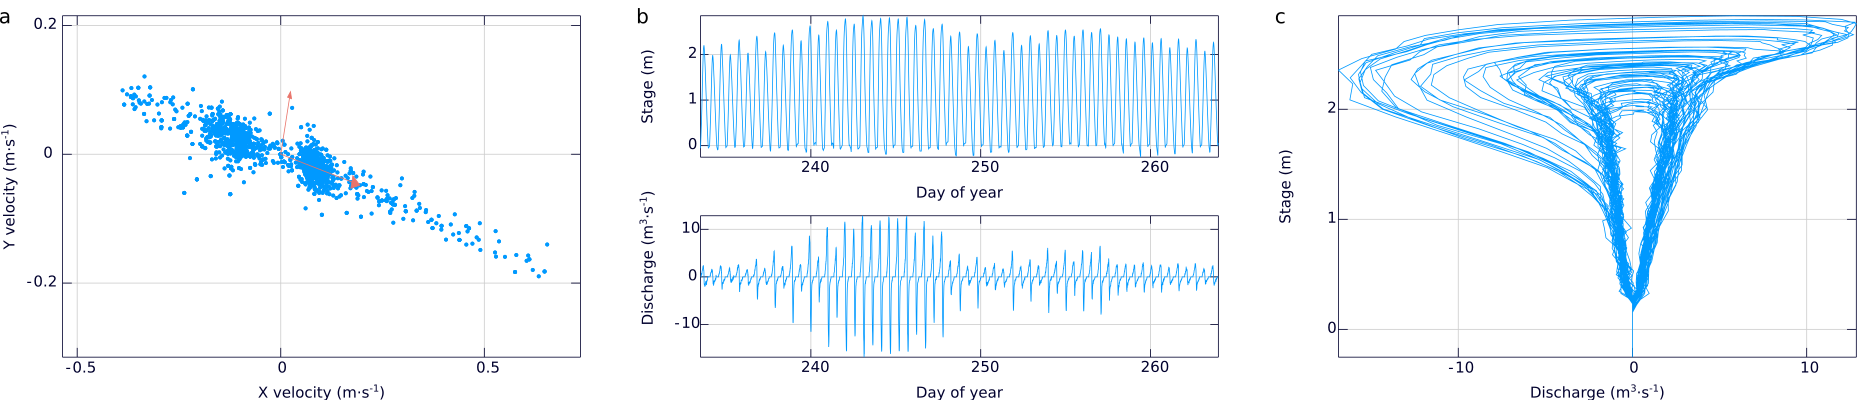 a
0.2
0
-0.2
Y velocity (m·s⁻¹)
-0.5
0
0.5
X velocity (m·s⁻¹)
b
2
1
0
Stage (m)
240
250
260
Day of year
10
0
-10
Discharge (m³·s⁻¹)
240
250
260
Day of year
c
2
1
0
Stage (m)
-10
0
10
Discharge (m³·s⁻¹)